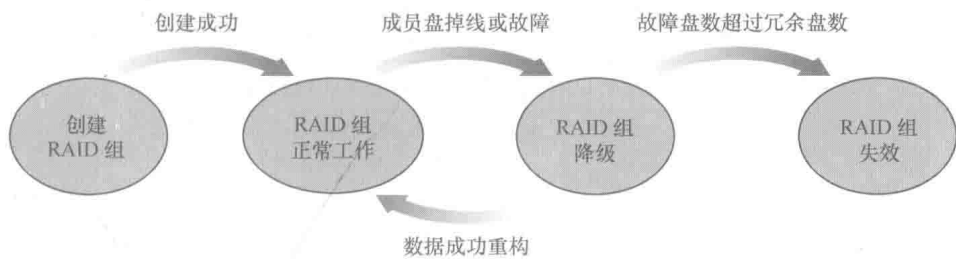 创建成功
成员盘掉线或故障
故障盘数超过冗余盘数
创建
RAID 组
RAID 组
正常工作
RAID 组
降级
RAID 组
失效
数据成功重构